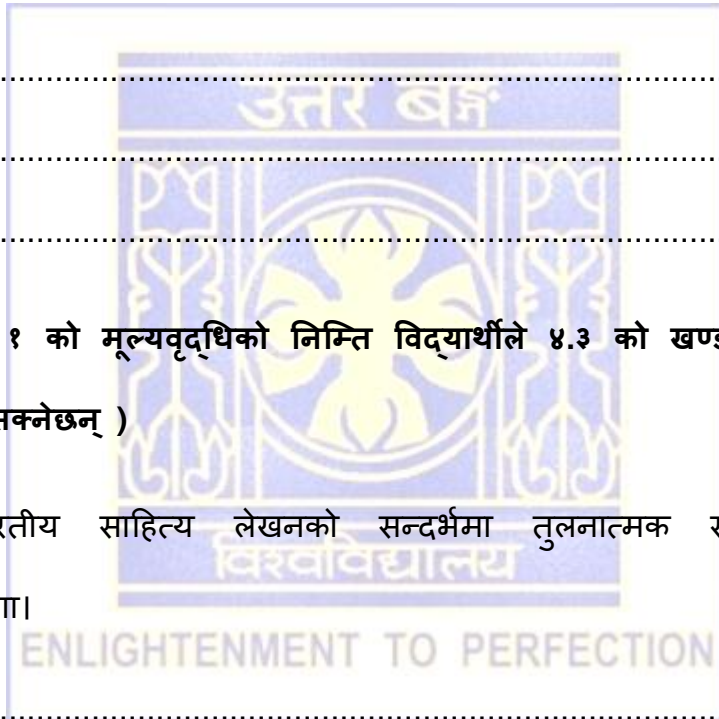 ...................................................................
उत्तर बङ्ग
...................................................................
...................................................................
१ को मूल्यवृद्धिको निम्ति विद्यार्थीले ४.३ को खण्ड
सक्नेछन् )
रतीय साहित्य लेखनको सन्दर्भमा तुलनात्मक
विश्वविद्यालय
ा।
ENLIGHTENMENT TO PERFECTION
...................................................................